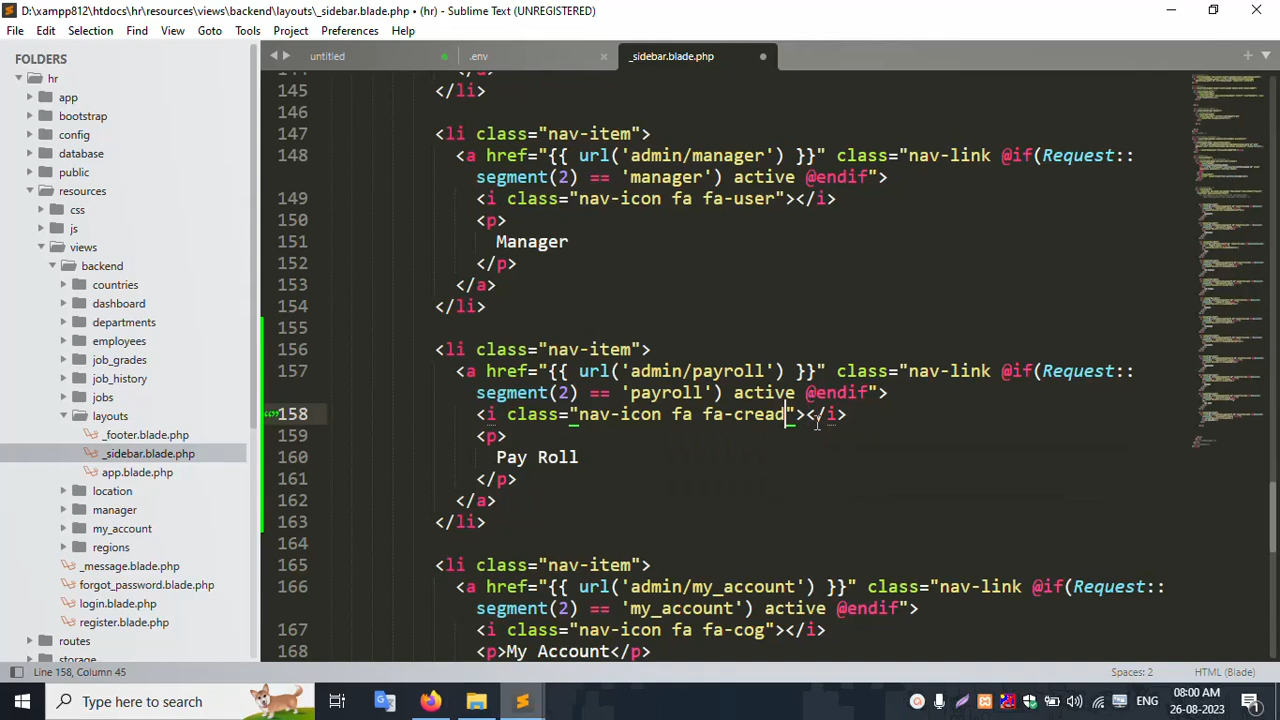 D:\xampp812\htdocs\hr\resources\views\backend\layouts\_sidebar.blade.php • (hr) - Sublime Text (UNREGISTERED)
File Edit Selection Find View Goto Tools Project Preferences Help
FOLDERS
hr
app
bootstrap
config
database
public
resources
css
js
views
backend
countries
dashboard
departments
employees
job_grades
job_history
jobs
layouts
_footer.blade.php
_sidebar.blade.php
app.blade.php
location
manager
my_account
regions
_message.blade.php
forgot_password.blade.php
login.blade.php
register.blade.php
routes
storage
untitled .env _sidebar.blade.php
144 </a>
145 </li>
146
147 <li class="nav-item">
148 <a href="{{ url('admin/manager') }}" class="nav-link @if(Request::
segment(2) == 'manager') active @endif">
149 <i class="nav-icon fa fa-user"></i>
150 <p>
151 Manager
152 </p>
153 </a>
154 </li>
155
156 <li class="nav-item">
157 <a href="{{ url('admin/payroll') }}" class="nav-link @if(Request::
segment(2) == 'payroll') active @endif">
158 <i class="nav-icon fa fa-cread"></i>
159 <p>
160 Pay Roll
161 </p>
162 </a>
163 </li>
164
165 <li class="nav-item">
166 <a href="{{ url('admin/my_account') }}" class="nav-link @if(Request::
segment(2) == 'my_account') active @endif">
167 <i class="nav-icon fa fa-cog"></i>
168 <p>My Account</p>
Line 158, Column 45 Spaces: 2 HTML (Blade)
Type here to search
ENG
08:00 AM
26-08-2023